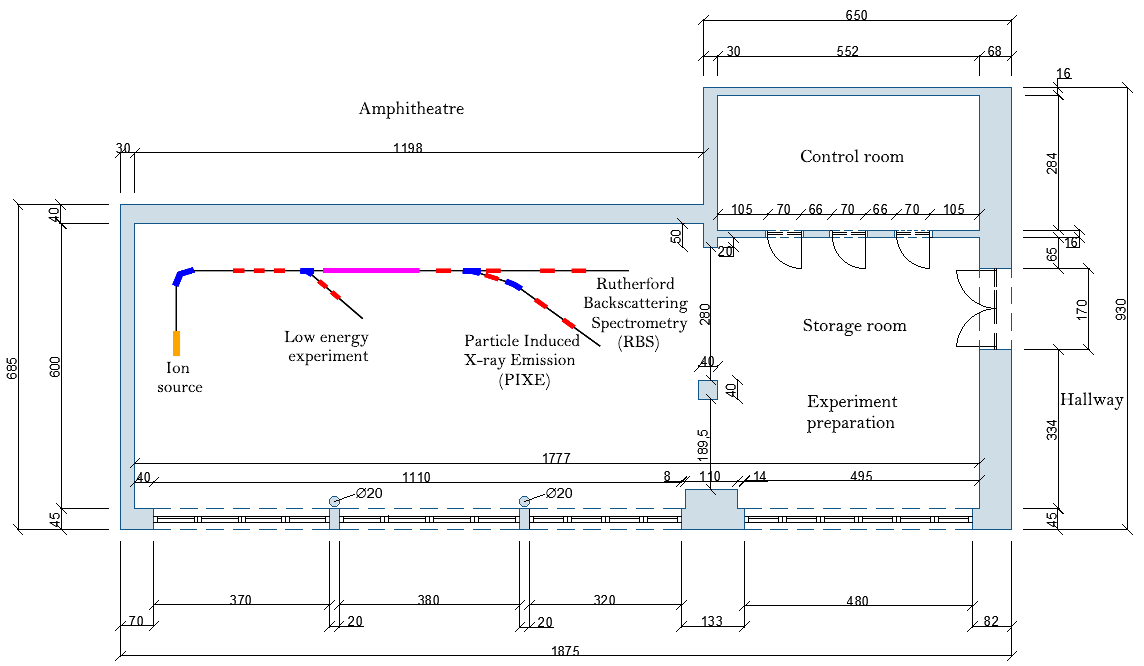 650
30 552 68
16
Amphitheatre
30 1198
Control room
284
105 70 66 70 66 70 105
40
50
20
16
65
Rutherford
Backscattering
Spectrometry
(RBS)
280
170
930
Storage room
Low energy
experiment
Particle Induced
X-ray Emission
(PIXE)
Ion
source
685
600
40
40
Experiment
preparation
Hallway
334
189,5
1777
40 1110 8 110 14 495
Ø20 Ø20
45
45
370 380 320 480
70 20 20 133 82
1875